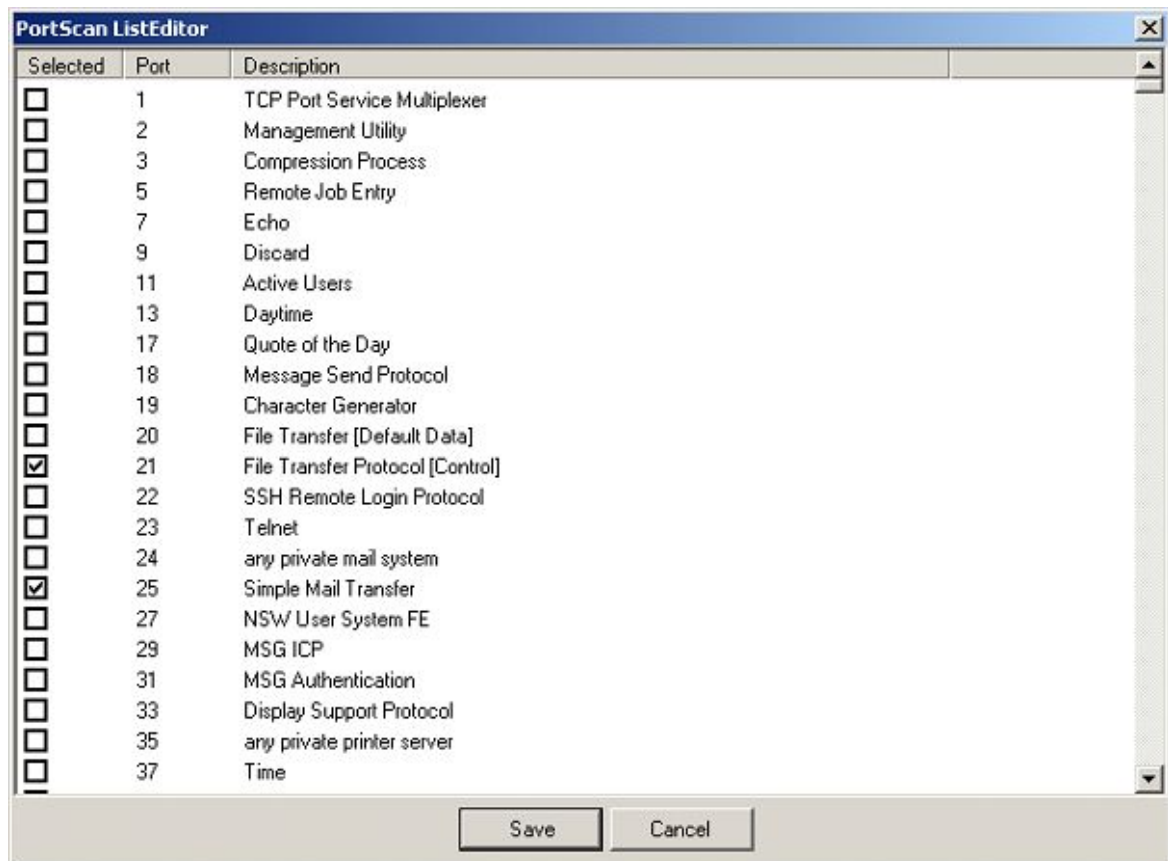 PortScan ListEditor
Selected Port Description
1 TCP Port Service Multiplexer
2 Management Utility
3 Compression Process
5 Remote Job Entry
7 Echo
9 Discard
11 Active Users
13 Daytime
17 Quote of the Day
18 Message Send Protocol
19 Character Generator
20 File Transfer [Default Data]
21 File Transfer Protocol [Control]
22 SSH Remote Login Protocol
23 Telnet
24 any private mail system
25 Simple Mail Transfer
27 NSW User System FE
29 MSG ICP
31 MSG Authentication
33 Display Support Protocol
35 any private printer server
37 Time
Save Cancel